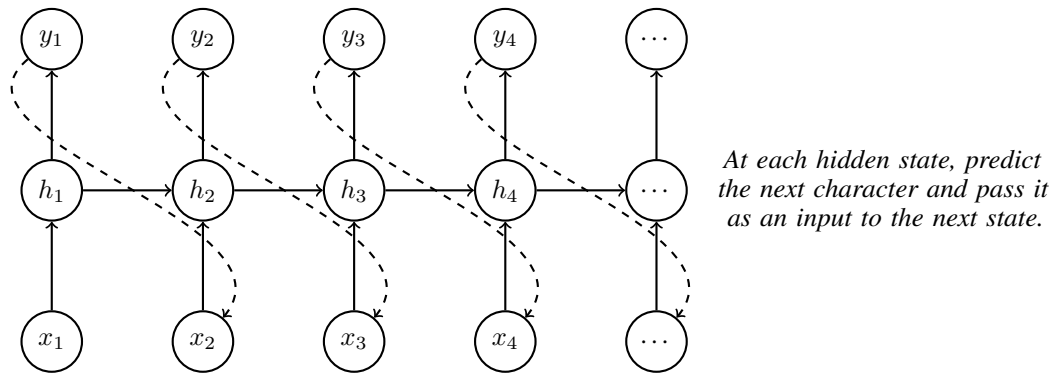 y₁ y₂ y₃ y₄ ...
h₁ h₂ h₃ h₄ ...
At each hidden state, predict
the next character and pass it
as an input to the next state.
x₁ x₂ x₃ x₄ ...